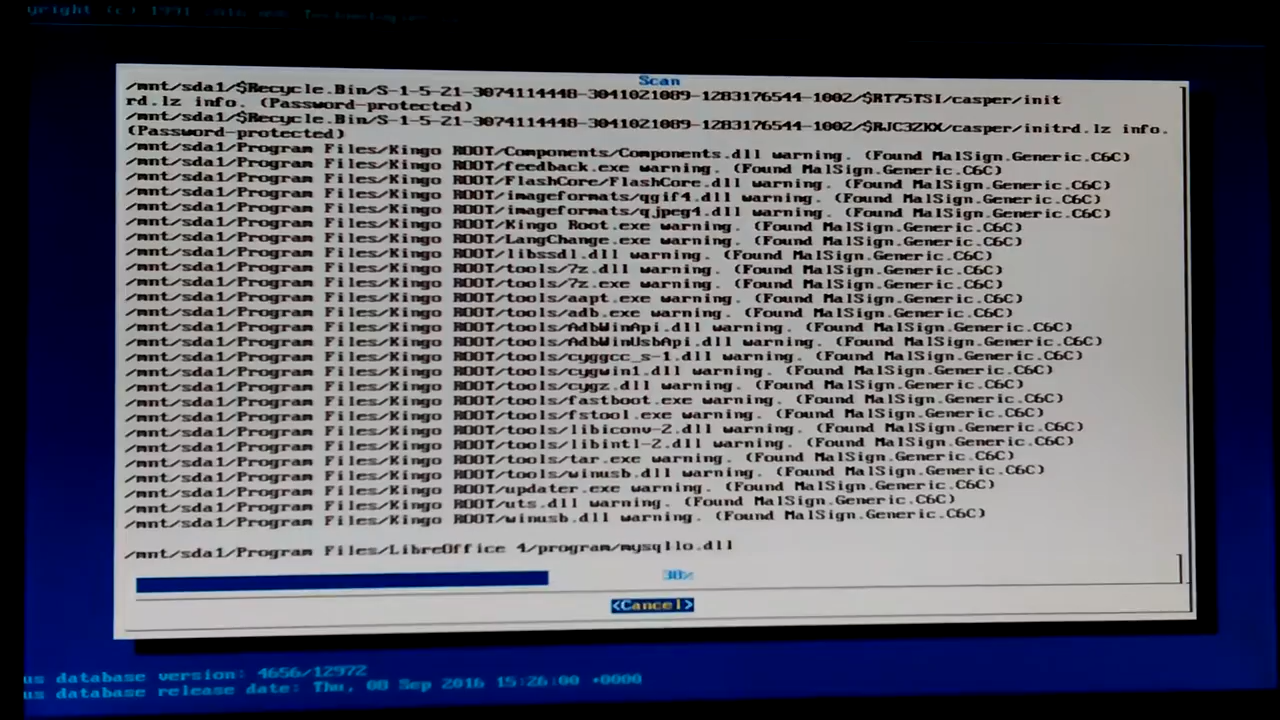 (c) 1991-2016 AVG Technologies
Scan
/mnt/sda1/$Recycle.Bin/S-1-5-21-3074114448-3041021089-1283176544-1002/$RT75TSI/casper/init
rd.lz info. (Password-protected)
/mnt/sda1/$Recycle.Bin/S-1-5-21-3074114448-3041021089-1283176544-1002/$RJC3ZKX/casper/initrd.lz info.
(Password-protected)
/mnt/sda1/Program Files/Kingo ROOT/Components/Components.dll warning. (Found MalSign.Generic.C6C)
/mnt/sda1/Program Files/Kingo ROOT/feedback.exe warning. (Found MalSign.Generic.C6C)
/mnt/sda1/Program Files/Kingo ROOT/FlashCore/FlashCore.dll warning. (Found MalSign.Generic.C6C)
/mnt/sda1/Program Files/Kingo ROOT/imageformats/qgif4.dll warning. (Found MalSign.Generic.C6C)
/mnt/sda1/Program Files/Kingo ROOT/imageformats/qjpeg4.dll warning. (Found MalSign.Generic.C6C)
/mnt/sda1/Program Files/Kingo ROOT/Kingo Root.exe warning. (Found MalSign.Generic.C6C)
/mnt/sda1/Program Files/Kingo ROOT/LangChange.exe warning. (Found MalSign.Generic.C6C)
/mnt/sda1/Program Files/Kingo ROOT/libssdl.dll warning. (Found MalSign.Generic.C6C)
/mnt/sda1/Program Files/Kingo ROOT/tools/7z.dll warning. (Found MalSign.Generic.C6C)
/mnt/sda1/Program Files/Kingo ROOT/tools/7z.exe warning. (Found MalSign.Generic.C6C)
/mnt/sda1/Program Files/Kingo ROOT/tools/aapt.exe warning. (Found MalSign.Generic.C6C)
/mnt/sda1/Program Files/Kingo ROOT/tools/adb.exe warning. (Found MalSign.Generic.C6C)
/mnt/sda1/Program Files/Kingo ROOT/tools/AdbWinApi.dll warning. (Found MalSign.Generic.C6C)
/mnt/sda1/Program Files/Kingo ROOT/tools/AdbWinUsbApi.dll warning. (Found MalSign.Generic.C6C)
/mnt/sda1/Program Files/Kingo ROOT/tools/cyggcc_s-1.dll warning. (Found MalSign.Generic.C6C)
/mnt/sda1/Program Files/Kingo ROOT/tools/cygwin1.dll warning. (Found MalSign.Generic.C6C)
/mnt/sda1/Program Files/Kingo ROOT/tools/cygz.dll warning. (Found MalSign.Generic.C6C)
/mnt/sda1/Program Files/Kingo ROOT/tools/fastboot.exe warning. (Found MalSign.Generic.C6C)
/mnt/sda1/Program Files/Kingo ROOT/tools/fstool.exe warning. (Found MalSign.Generic.C6C)
/mnt/sda1/Program Files/Kingo ROOT/tools/libiconv-2.dll warning. (Found MalSign.Generic.C6C)
/mnt/sda1/Program Files/Kingo ROOT/tools/libintl-2.dll warning. (Found MalSign.Generic.C6C)
/mnt/sda1/Program Files/Kingo ROOT/tools/tar.exe warning. (Found MalSign.Generic.C6C)
/mnt/sda1/Program Files/Kingo ROOT/tools/winusb.dll warning. (Found MalSign.Generic.C6C)
/mnt/sda1/Program Files/Kingo ROOT/updater.exe warning. (Found MalSign.Generic.C6C)
/mnt/sda1/Program Files/Kingo ROOT/uts.dll warning. (Found MalSign.Generic.C6C)
/mnt/sda1/Program Files/Kingo ROOT/winusb.dll warning. (Found MalSign.Generic.C6C)
/mnt/sda1/Program Files/LibreOffice 4/program/mysqllo.dll
38%
<Cancel>
us database version: 4656/12972
us database release date: Thu, 08 Sep 2016 15:26:00 +0000